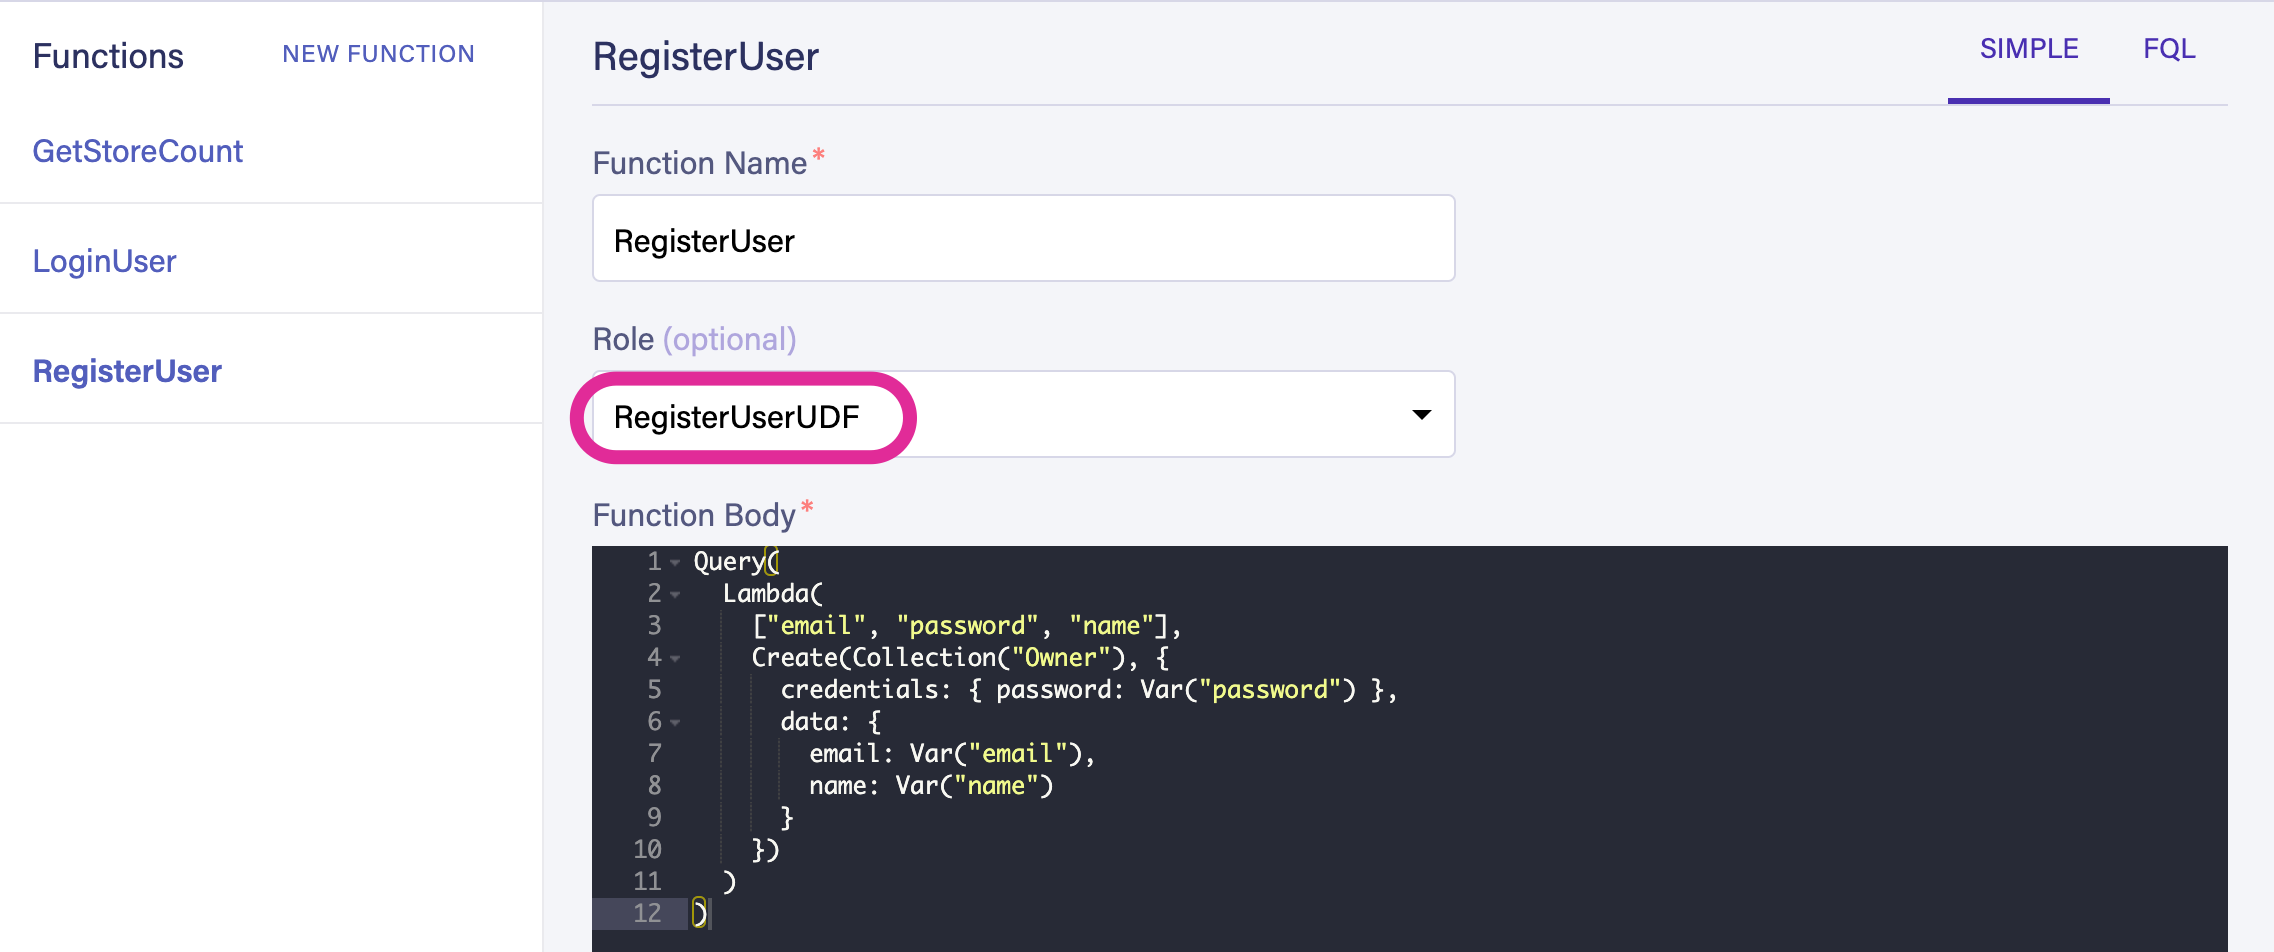 Functions
NEW FUNCTION
GetStoreCount
LoginUser
RegisterUser
RegisterUser
SIMPLE
FQL
Function Name*
RegisterUser
Role (optional)
RegisterUserUDF
Function Body*
1 Query(
2   Lambda(
3     ["email", "password", "name"],
4     Create(Collection("Owner"), {
5       credentials: { password: Var("password") },
6       data: {
7         email: Var("email"),
8         name: Var("name")
9       }
10     })
11   )
12 )